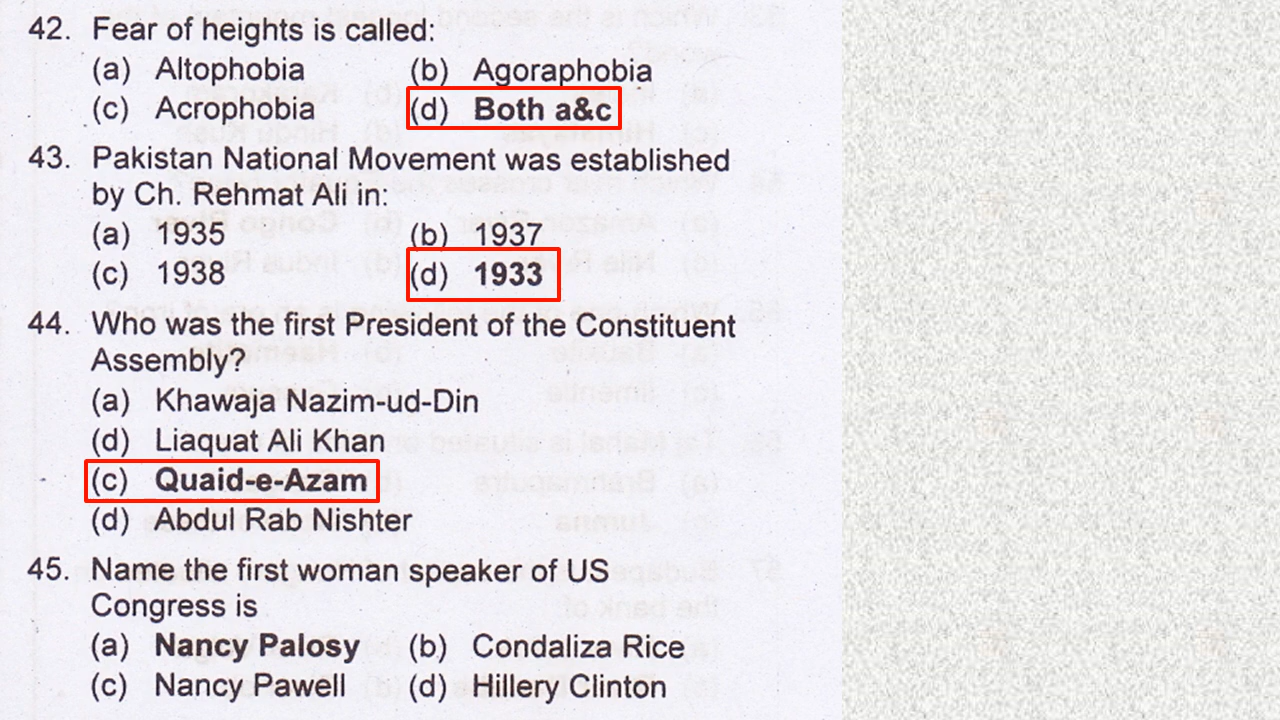 42. Fear of heights is called:
(a) Altophobia (b) Agoraphobia
(c) Acrophobia (d) Both a&c
43. Pakistan National Movement was established
by Ch. Rehmat Ali in:
(a) 1935 (b) 1937
(c) 1938 (d) 1933
44. Who was the first President of the Constituent
Assembly?
(a) Khawaja Nazim-ud-Din
(d) Liaquat Ali Khan
(c) Quaid-e-Azam
(d) Abdul Rab Nishter
45. Name the first woman speaker of US
Congress is
(a) Nancy Palosy (b) Condaliza Rice
(c) Nancy Pawell (d) Hillery Clinton